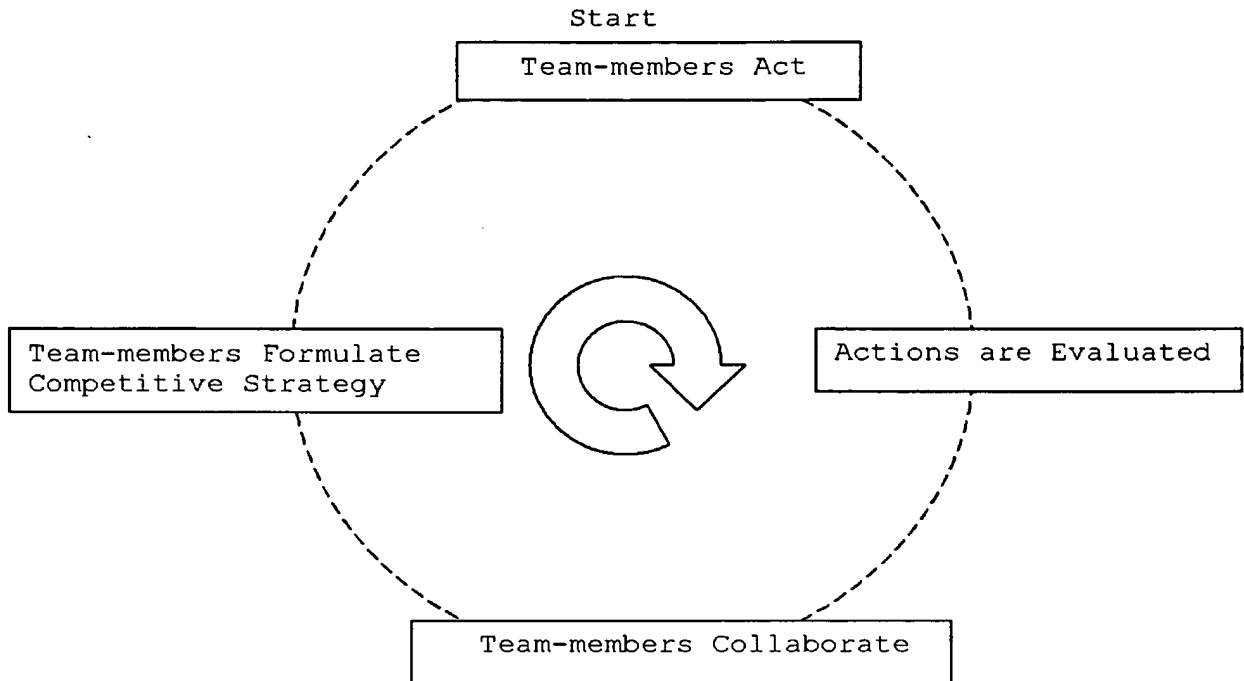 Start
Team-members Act
Team-members Formulate
Competitive Strategy
Actions are Evaluated
Team-members Collaborate